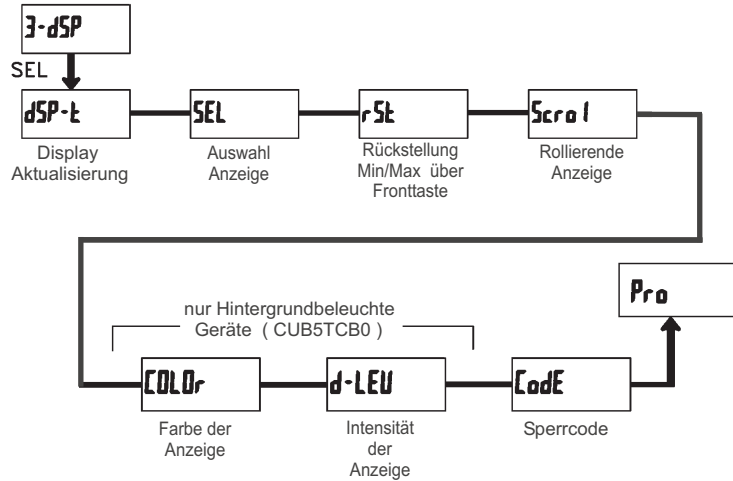 3-dSP
SEL
dSP-t
SEL
rSt
Scrol
Display
Aktualisierung
Auswahl
Anzeige
Rückstellung
Min/Max über
Fronttaste
Rollierende
Anzeige
Pro
nur Hintergrundbeleuchte
Geräte ( CUB5TCB0 )
COLOr
d-LEV
CodE
Farbe der
Anzeige
Intensität
der
Anzeige
Sperrcode